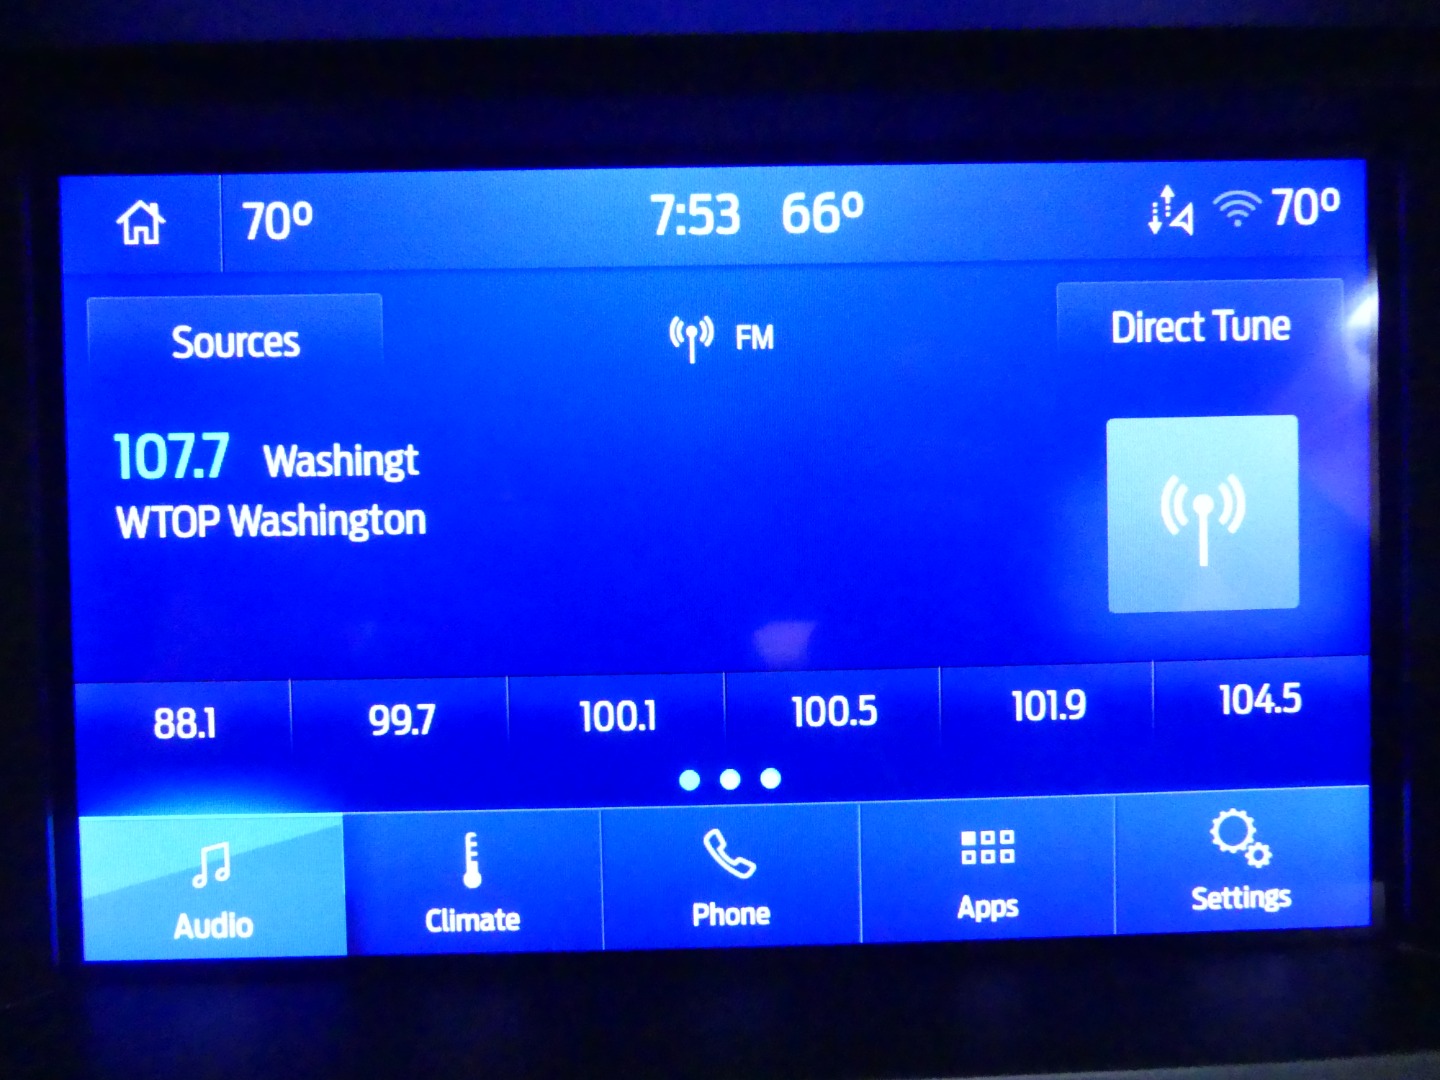 70° 7:53 66° 70°
Sources FM Direct Tune
107.7 Washingt
WTOP Washington
88.1 99.7 100.1 100.5 101.9 104.5
Audio Climate Phone Apps Settings